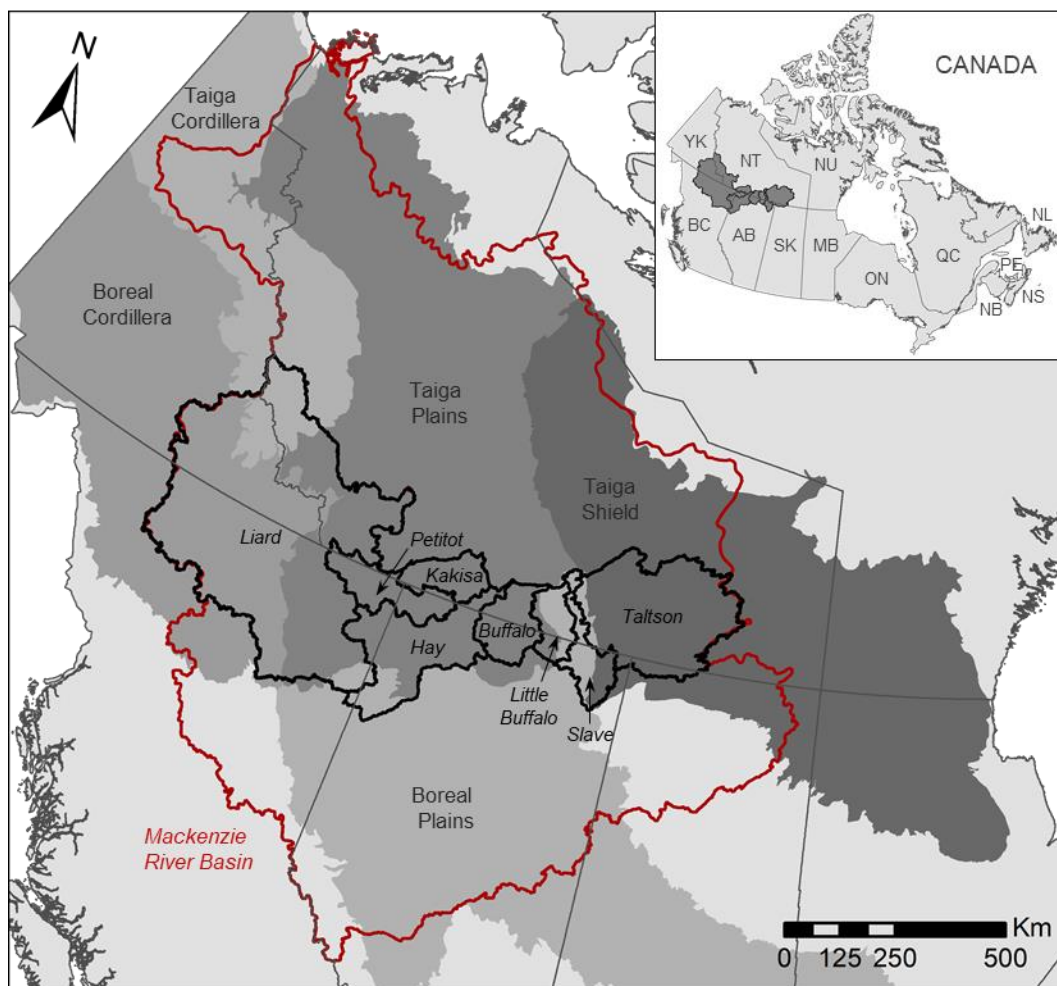 N
CANADA
YK
NT
NU
BC
AB
SK
MB
ON
QC
NL
PE
NB
NS
Taiga
Cordillera
Boreal
Cordillera
Taiga
Plains
Taiga
Shield
Liard
Petitot
Kakisa
Hay
Buffalo
Taltson
Little
Buffalo
Slave
Boreal
Plains
Mackenzie
River Basin
Km
0 125 250 500